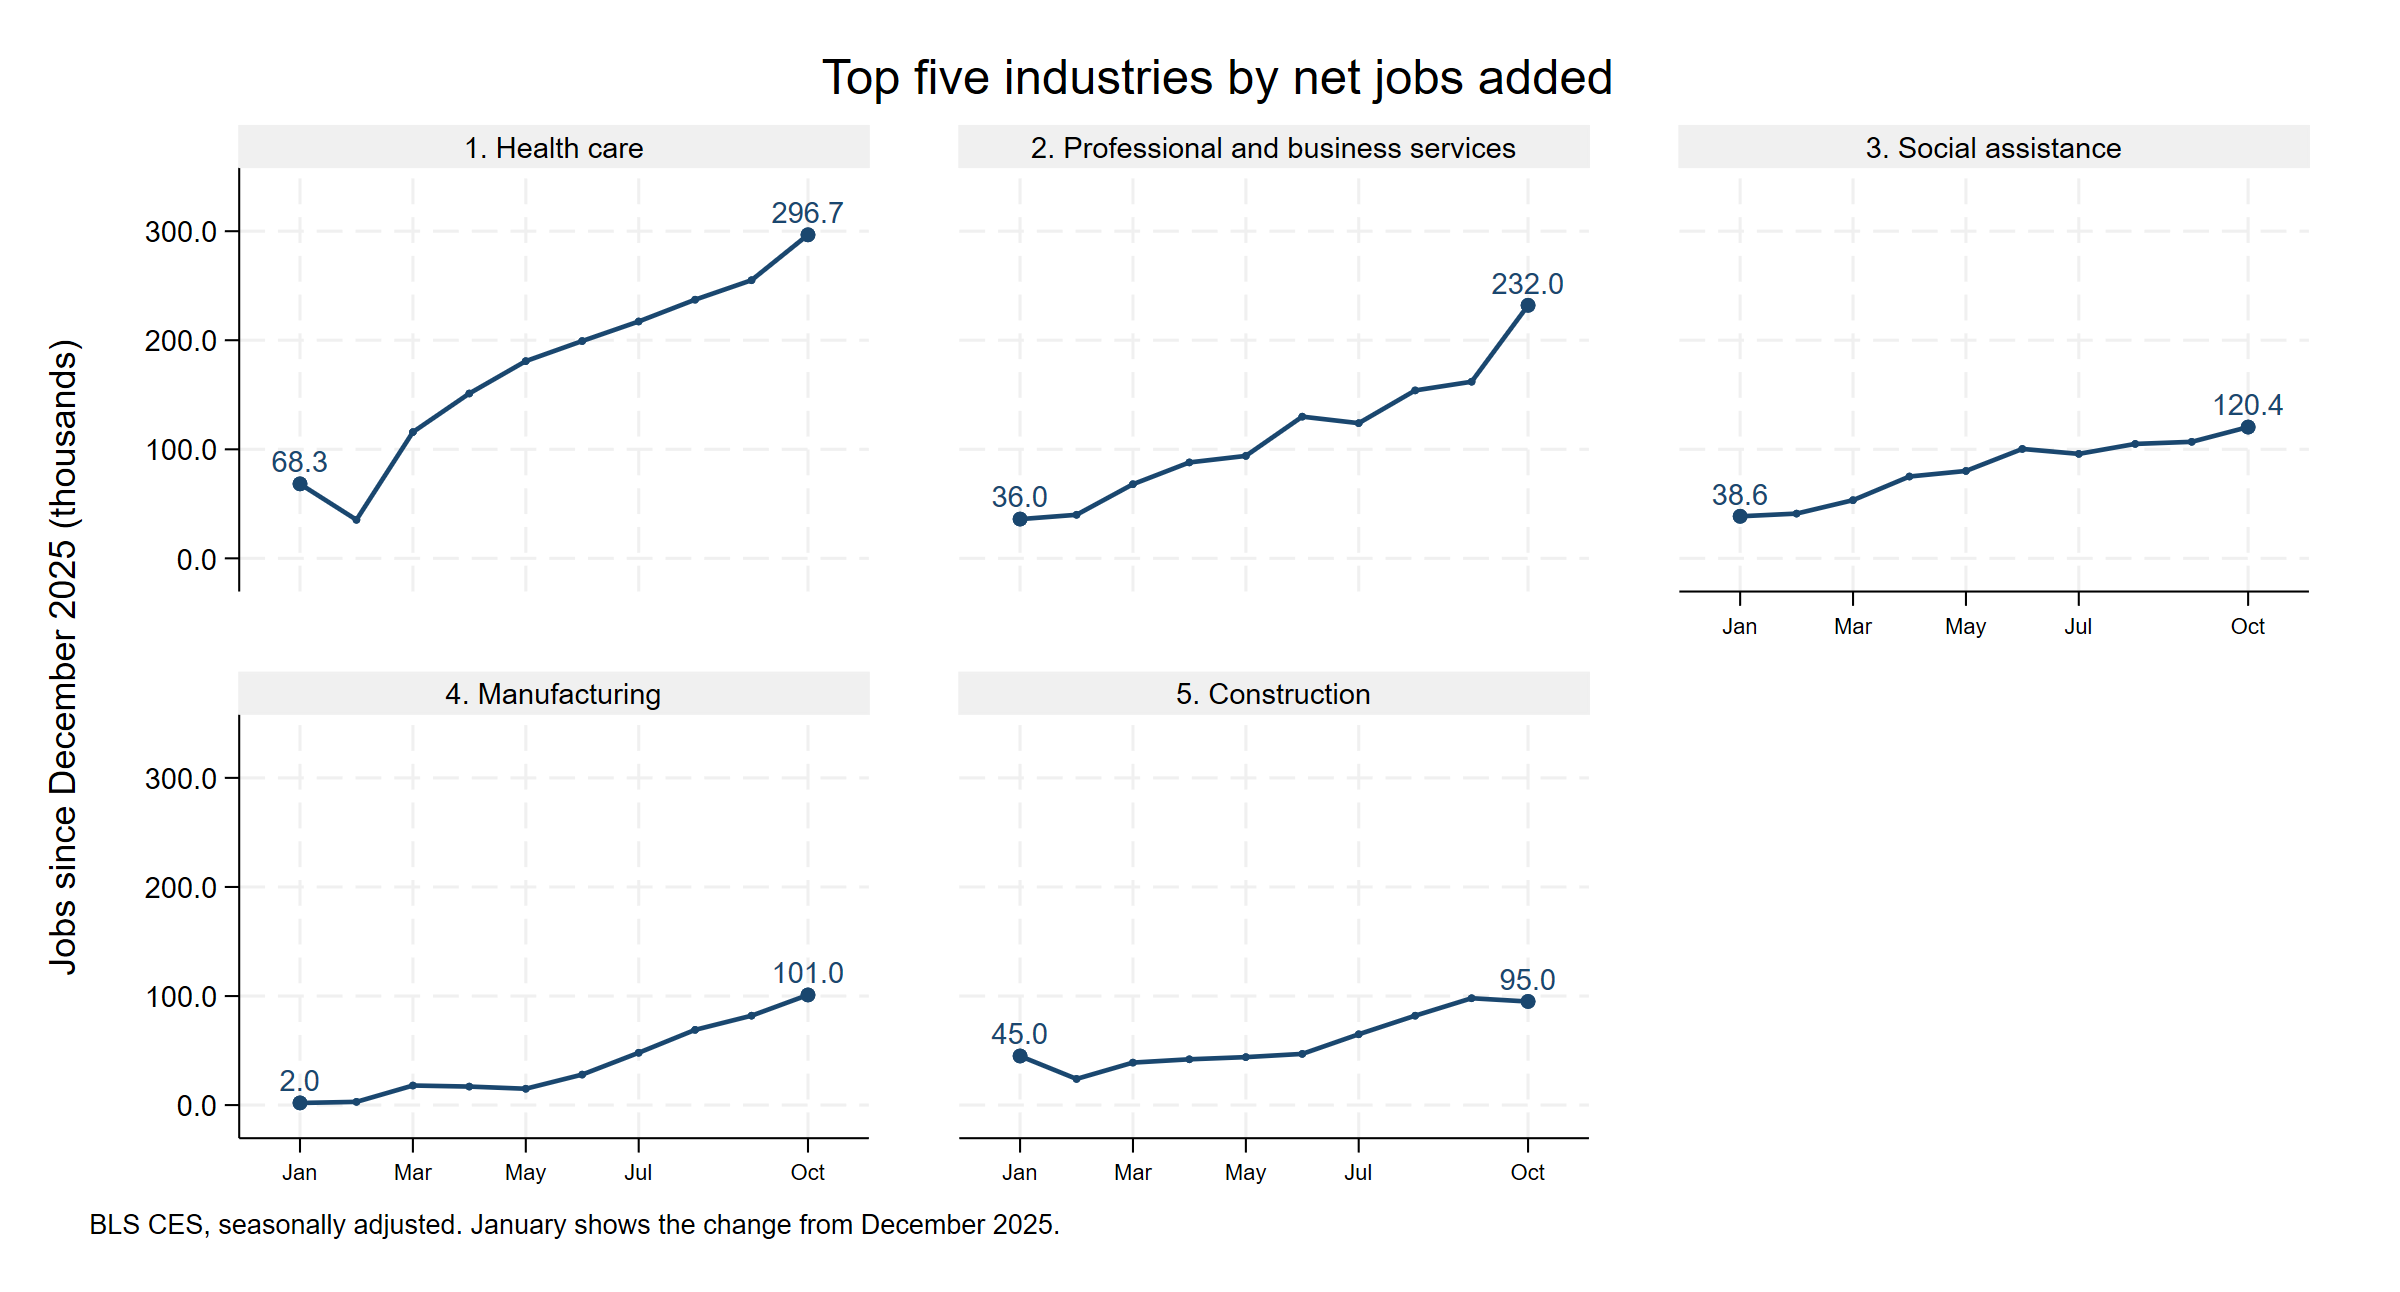 Top five industries by net jobs added
Jobs since December 2025 (thousands)
1. Health care
300.0
200.0
100.0
0.0
68.3
296.7
2. Professional and business services
36.0
232.0
3. Social assistance
38.6
120.4
Jan Mar May Jul Oct
4. Manufacturing
300.0
200.0
100.0
0.0
2.0
101.0
Jan Mar May Jul Oct
5. Construction
45.0
95.0
Jan Mar May Jul Oct
BLS CES, seasonally adjusted. January shows the change from December 2025.